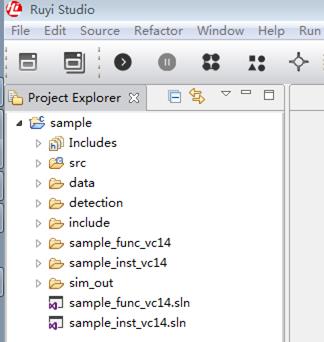 Ruyi Studio
File Edit Source Refactor Window Help Run
Project Explorer
sample
Includes
src
data
detection
include
sample_func_vc14
sample_inst_vc14
sim_out
sample_func_vc14.sln
sample_inst_vc14.sln